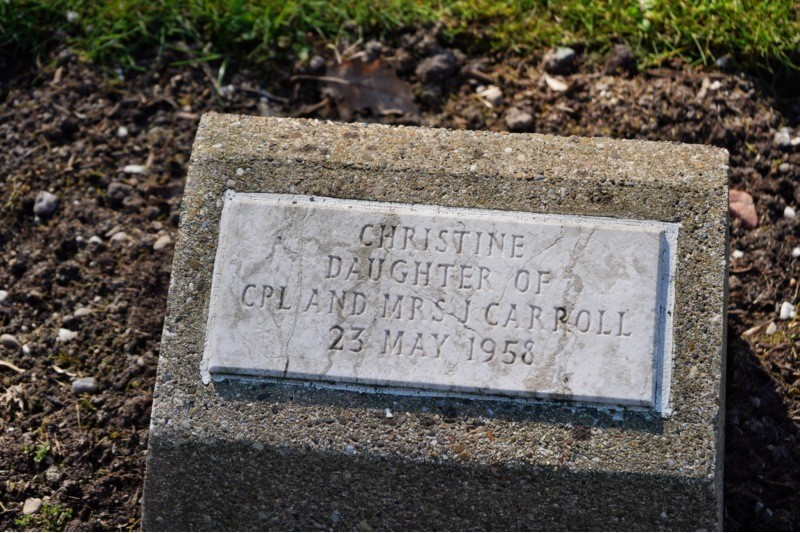 CHRISTINE
DAUGHTER OF
CPL AND MRS J CARROLL
23 MAY 1958